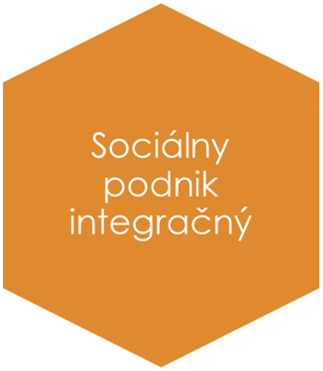 Sociálny
podnik
integračný